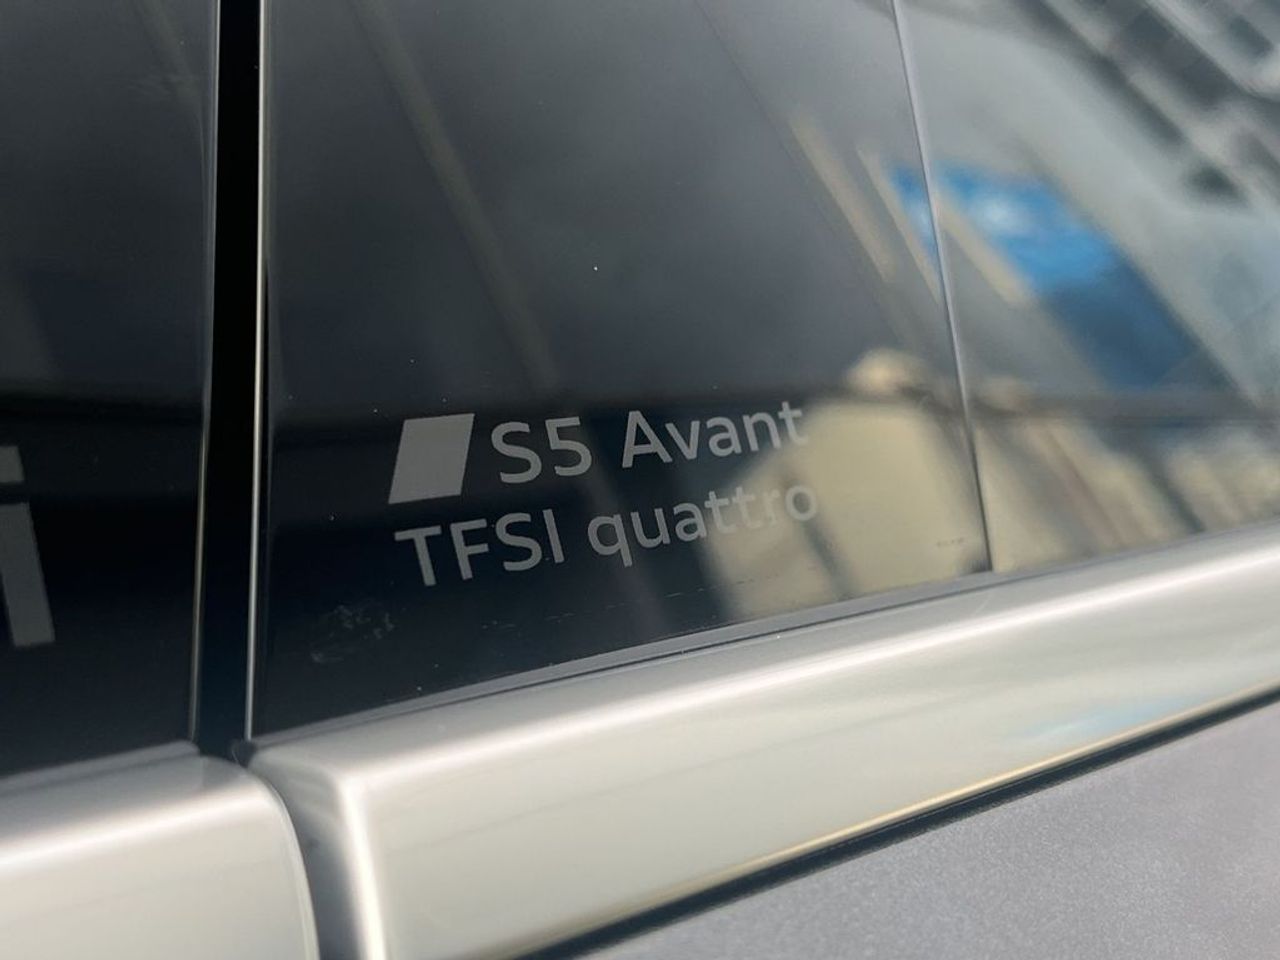 S5 Avant
TFSI quattro